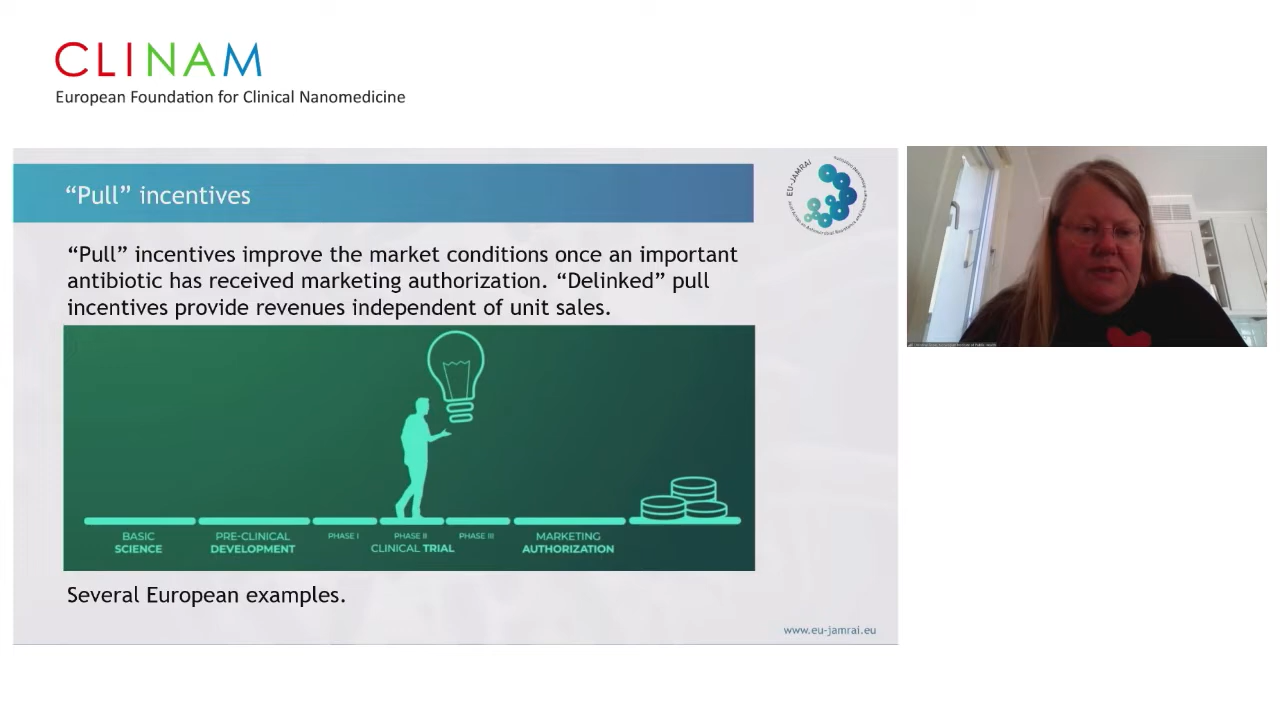 CLINAM
European Foundation for Clinical Nanomedicine
“Pull” incentives
EU-JAMRAI
“Pull” incentives improve the market conditions once an important
antibiotic has received marketing authorization. “Delinked” pull
incentives provide revenues independent of unit sales.
BASIC
SCIENCE
PRE-CLINICAL
DEVELOPMENT
PHASE I
PHASE II
PHASE III
CLINICAL TRIAL
MARKETING
AUTHORIZATION
Several European examples.
www.eu-jamrai.eu